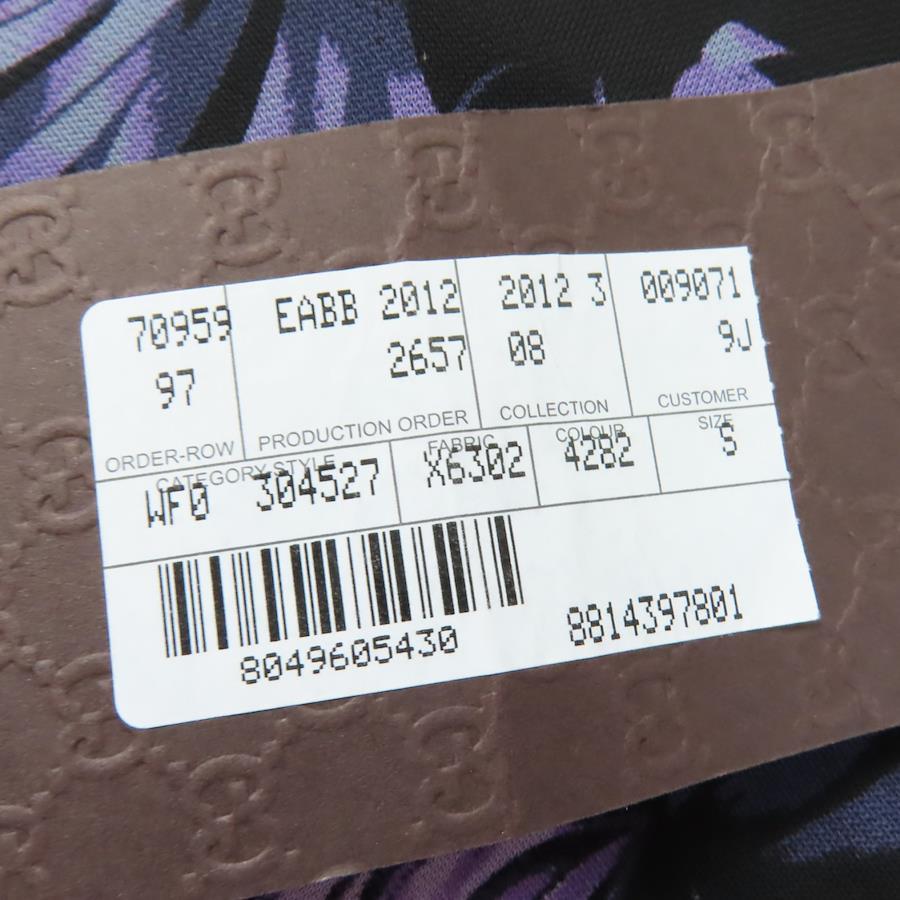 70959 EABB 2012 2012 3 009071
97 2657 08 9J
ORDER-ROW PRODUCTION ORDER COLLECTION CUSTOMER
CATEGORY STYLE FABRIC COLOUR SIZE
WF0 304527 X6302 4282 S
8049605430 8814397801